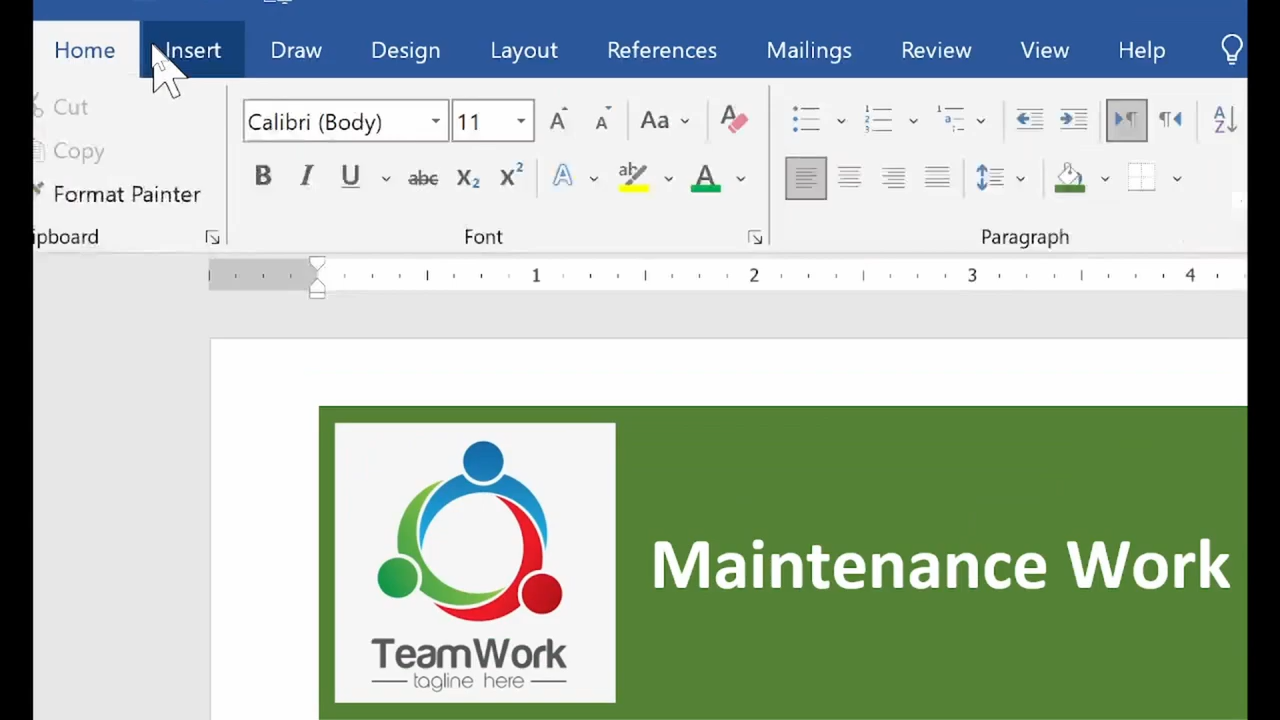 Home Insert Draw Design Layout References Mailings Review View Help
Cut
Copy
Format Painter
ipboard
Calibri (Body) 11 A A Aa A
B I U abc X₂ X² A ab A
Font
A Z
Paragraph
1 2 3 4
Maintenance Work
TeamWork
tagline here